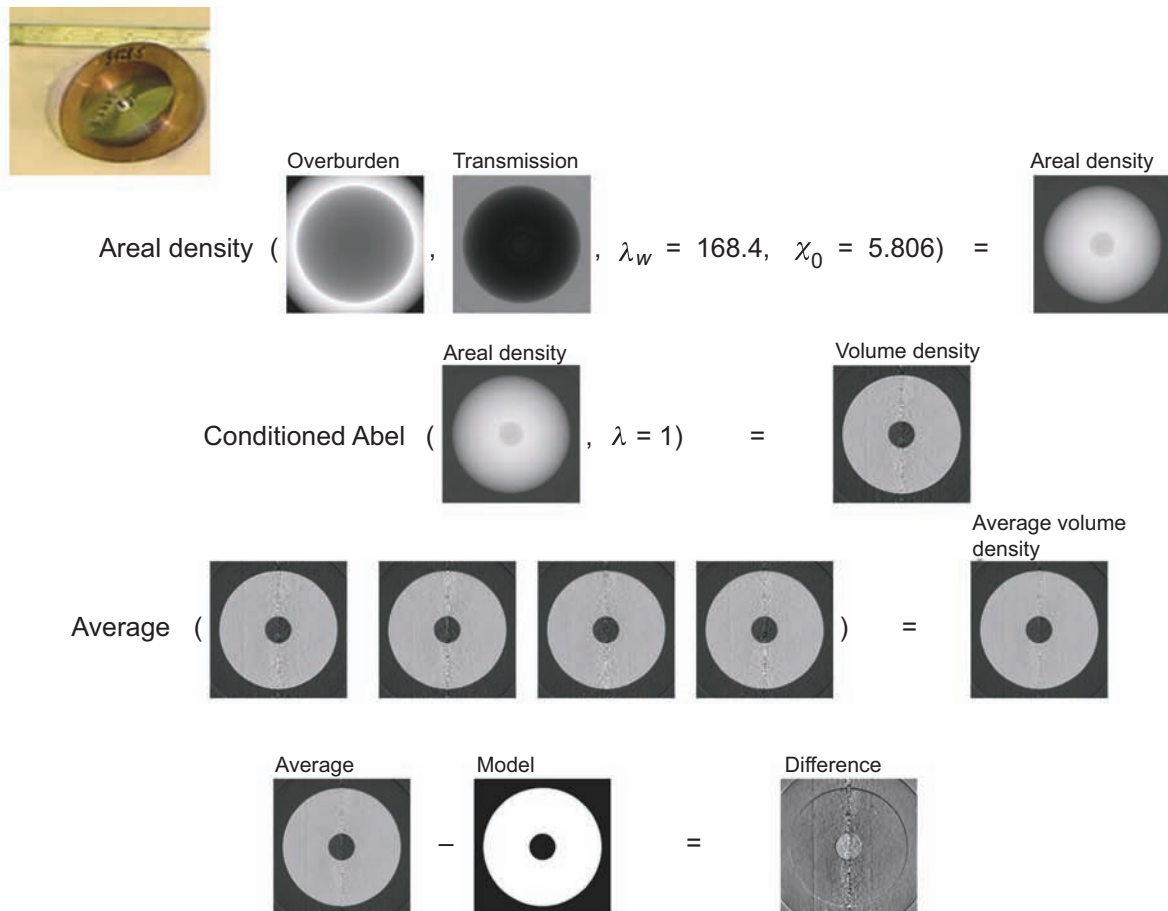 Overburden Transmission Areal density
Areal density ( , , λw = 168.4, χ0 = 5.806) =
Areal density Volume density
Conditioned Abel ( , λ = 1) =
Average volume
density
Average ( ) =
Average Model Difference
– =